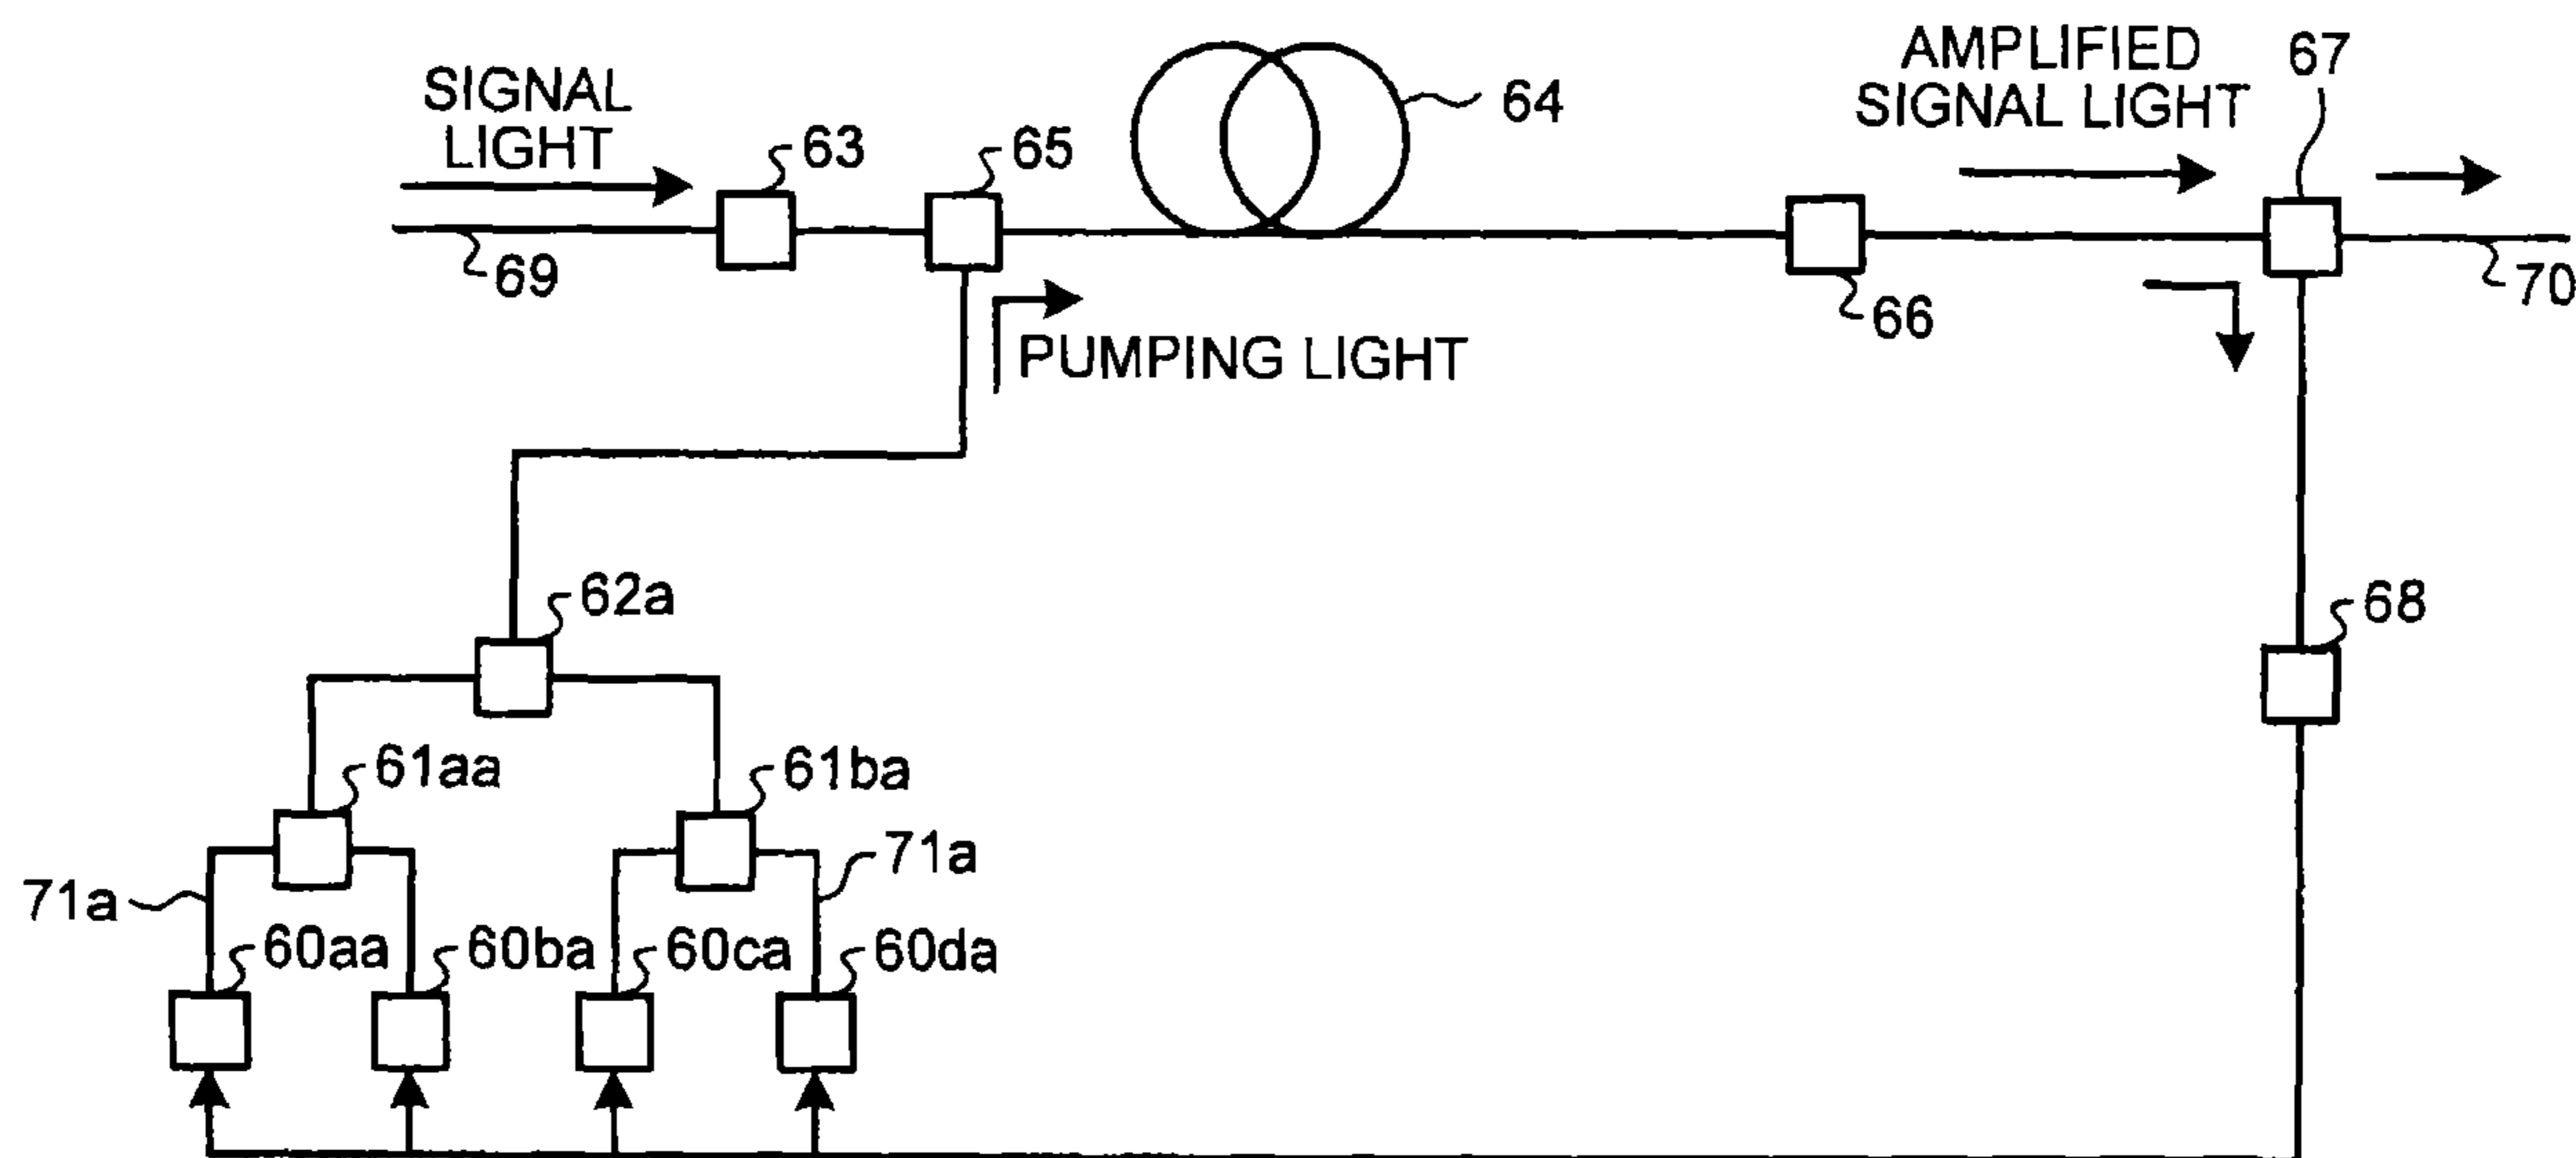 SIGNAL
LIGHT
63
65
64
AMPLIFIED
SIGNAL LIGHT
67
69
PUMPING LIGHT
66
70
62a
68
61aa
61ba
71a
71a
60aa
60ba
60ca
60da